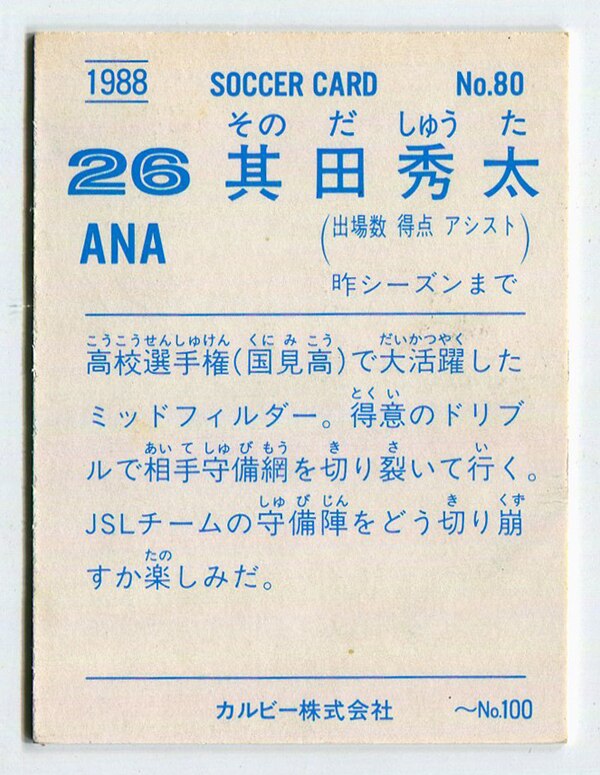 1988 SOCCER CARD No.80
その だ しゅう た
26 其田秀太
ANA (出場数 得点 アシスト)
昨シーズンまで
こうこうせんしゅけん くに み こう だいかつやく
高校選手権(国見高)で大活躍した
とく い
ミッドフィルダー。得意のドリブ
あい て しゅ び もう き さ い
ルで相手守備網を切り裂いて行く。
しゅ び じん き くず
JSLチームの守備陣をどう切り崩
たの
すか楽しみだ。
カルビー株式会社 〜No.100